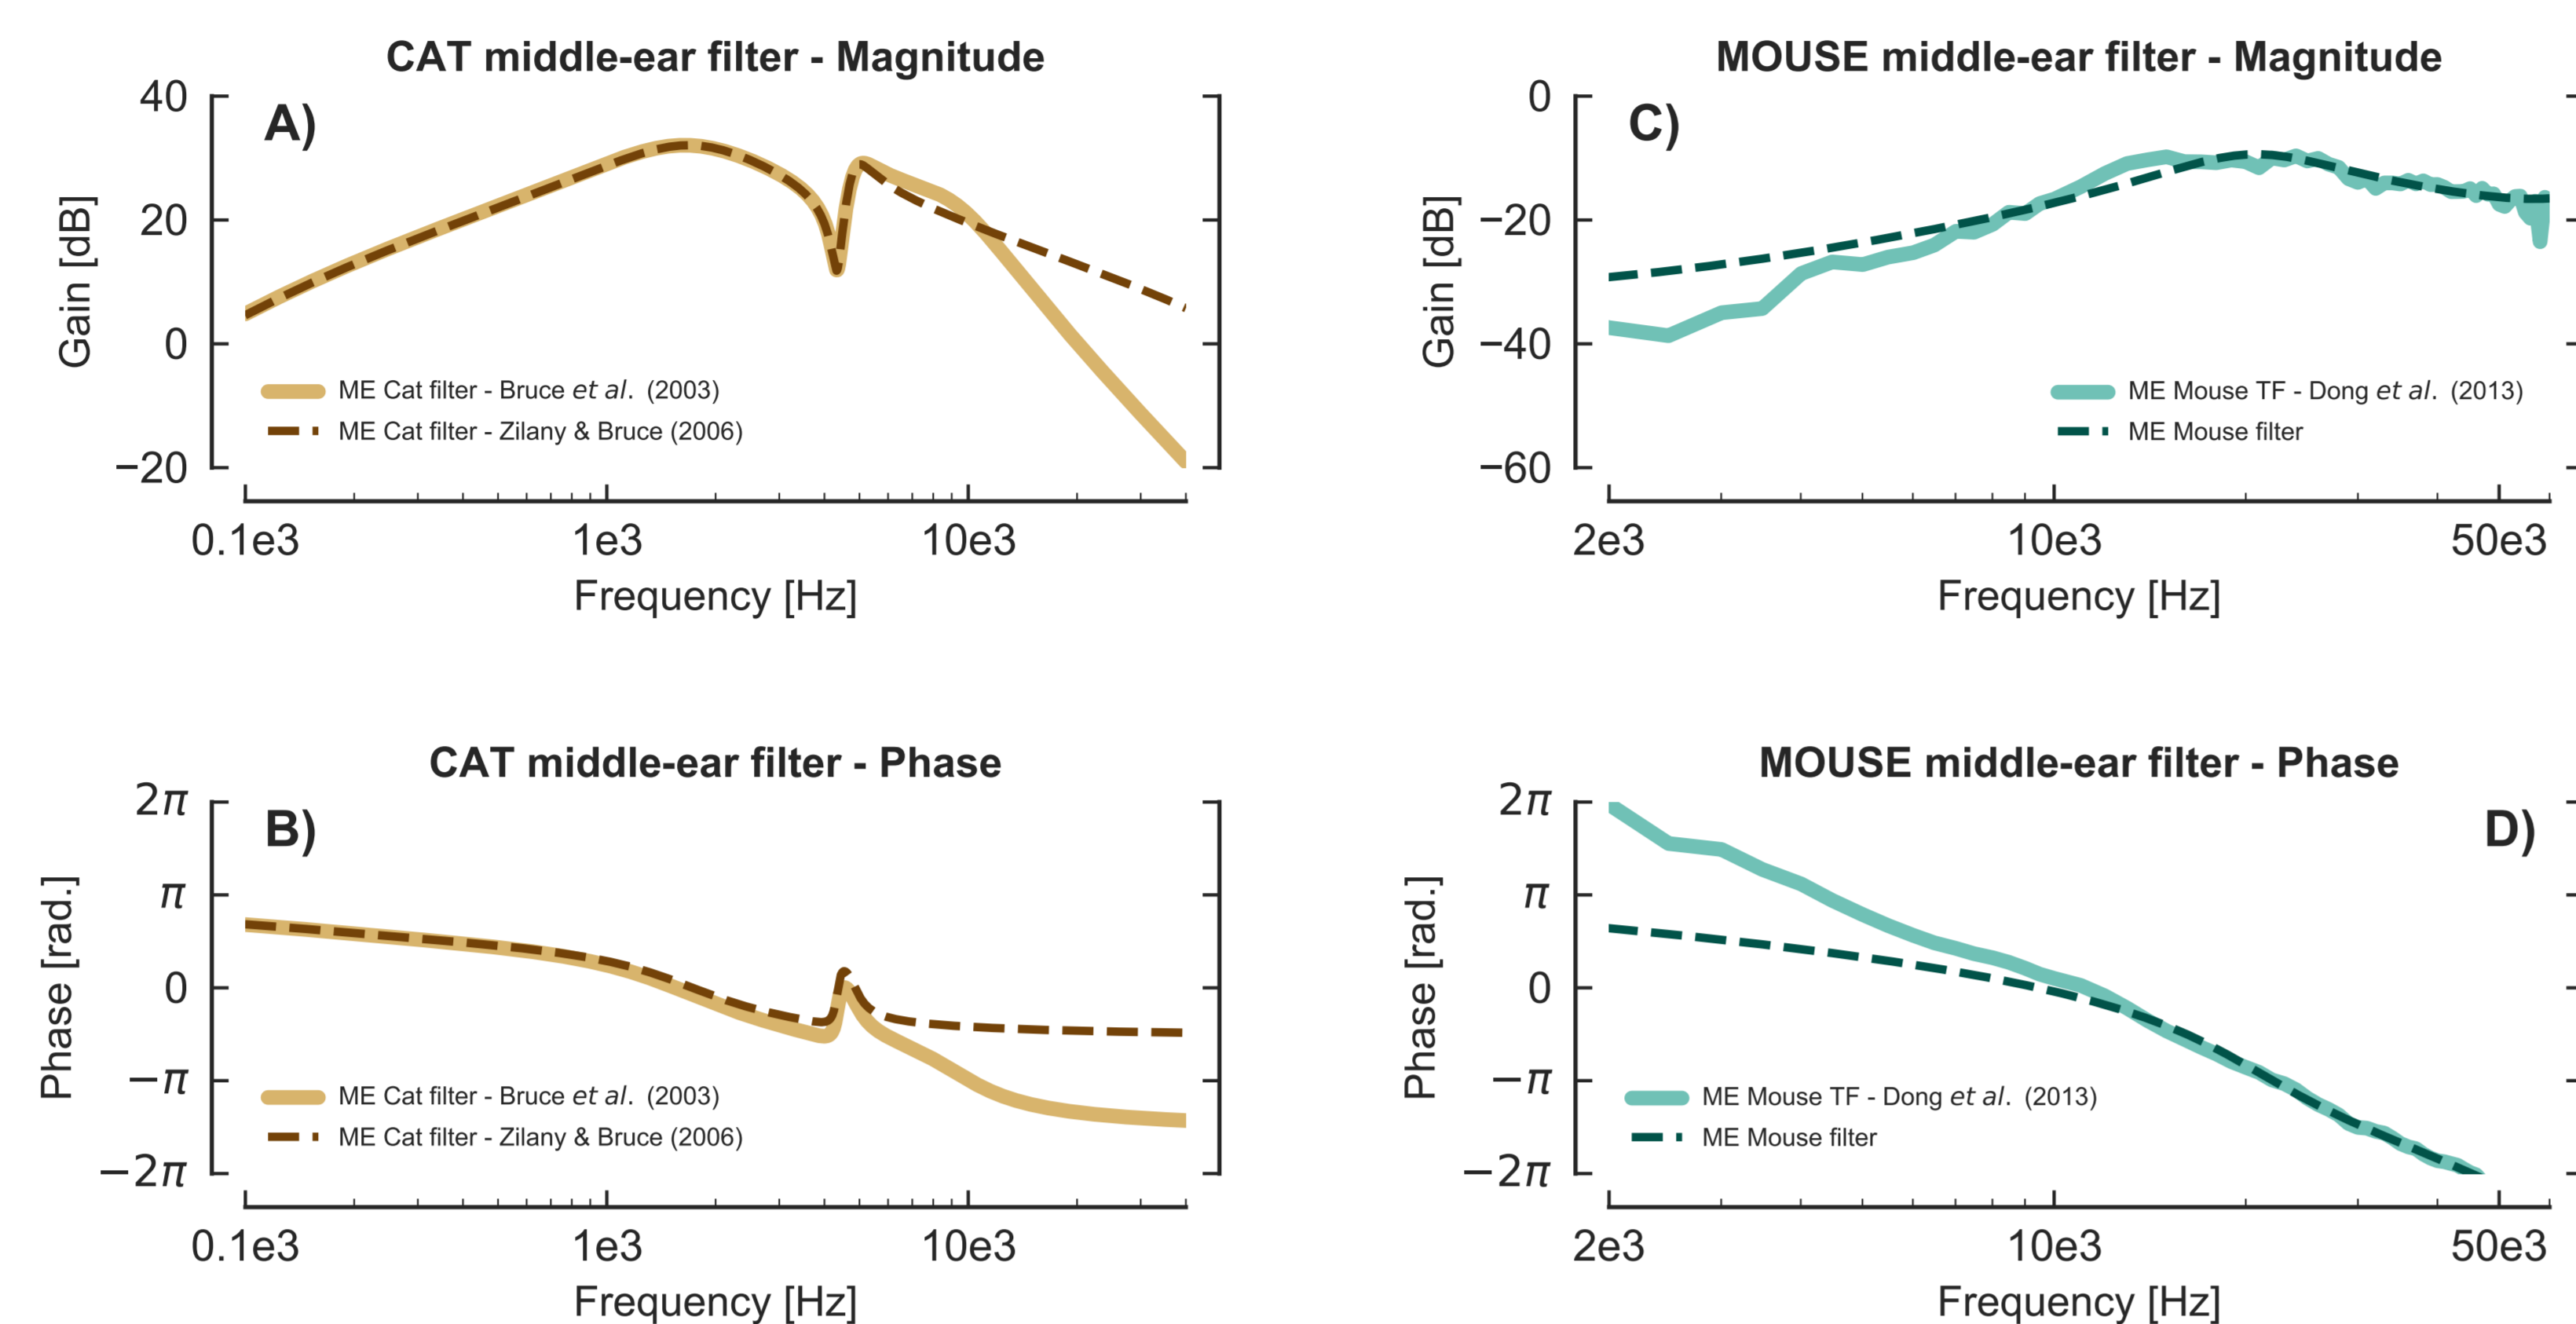 CAT middle-ear filter - Magnitude
A)
40
20
0
−20
Gain [dB]
ME Cat filter - Bruce et al. (2003)
ME Cat filter - Zilany & Bruce (2006)
0.1e3 1e3 10e3
Frequency [Hz]
MOUSE middle-ear filter - Magnitude
C)
0
−20
−40
−60
Gain [dB]
ME Mouse TF - Dong et al. (2013)
ME Mouse filter
2e3 10e3 50e3
Frequency [Hz]
CAT middle-ear filter - Phase
B)
2π
π
0
−π
−2π
Phase [rad.]
ME Cat filter - Bruce et al. (2003)
ME Cat filter - Zilany & Bruce (2006)
0.1e3 1e3 10e3
Frequency [Hz]
MOUSE middle-ear filter - Phase
D)
2π
π
0
−π
−2π
Phase [rad.]
ME Mouse TF - Dong et al. (2013)
ME Mouse filter
2e3 10e3 50e3
Frequency [Hz]